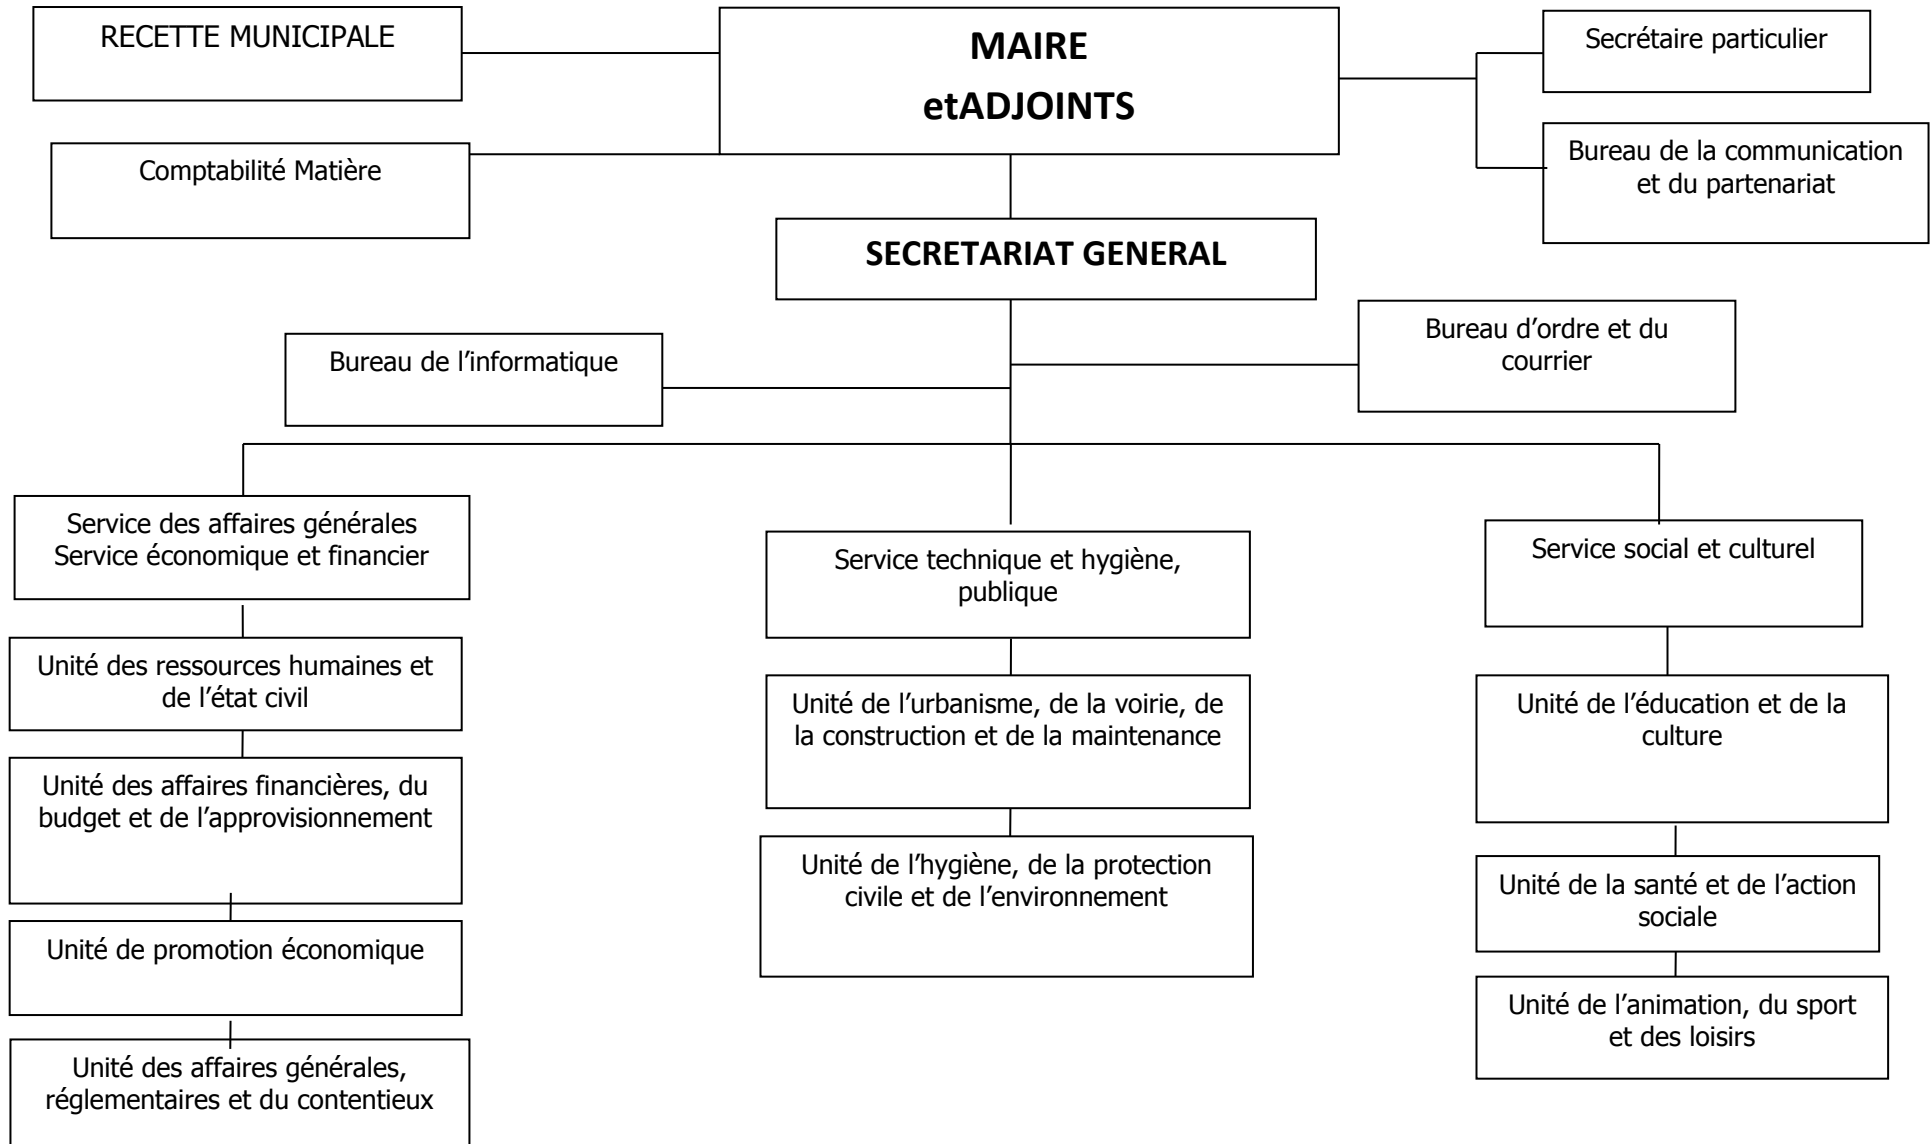 RECETTE MUNICIPALE
MAIRE
etADJOINTS
Secrétaire particulier
Comptabilité Matière
Bureau de la communication
et du partenariat
SECRETARIAT GENERAL
Bureau de l’informatique
Bureau d’ordre et du
courrier
Service des affaires générales
Service économique et financier
Service technique et hygiène,
publique
Service social et culturel
Unité des ressources humaines et
de l’état civil
Unité de l’urbanisme, de la voirie, de
la construction et de la maintenance
Unité de l’éducation et de la
culture
Unité des affaires financières, du
budget et de l’approvisionnement
Unité de l’hygiène, de la protection
civile et de l’environnement
Unité de la santé et de l’action
sociale
Unité de promotion économique
Unité de l’animation, du sport
et des loisirs
Unité des affaires générales,
réglementaires et du contentieux